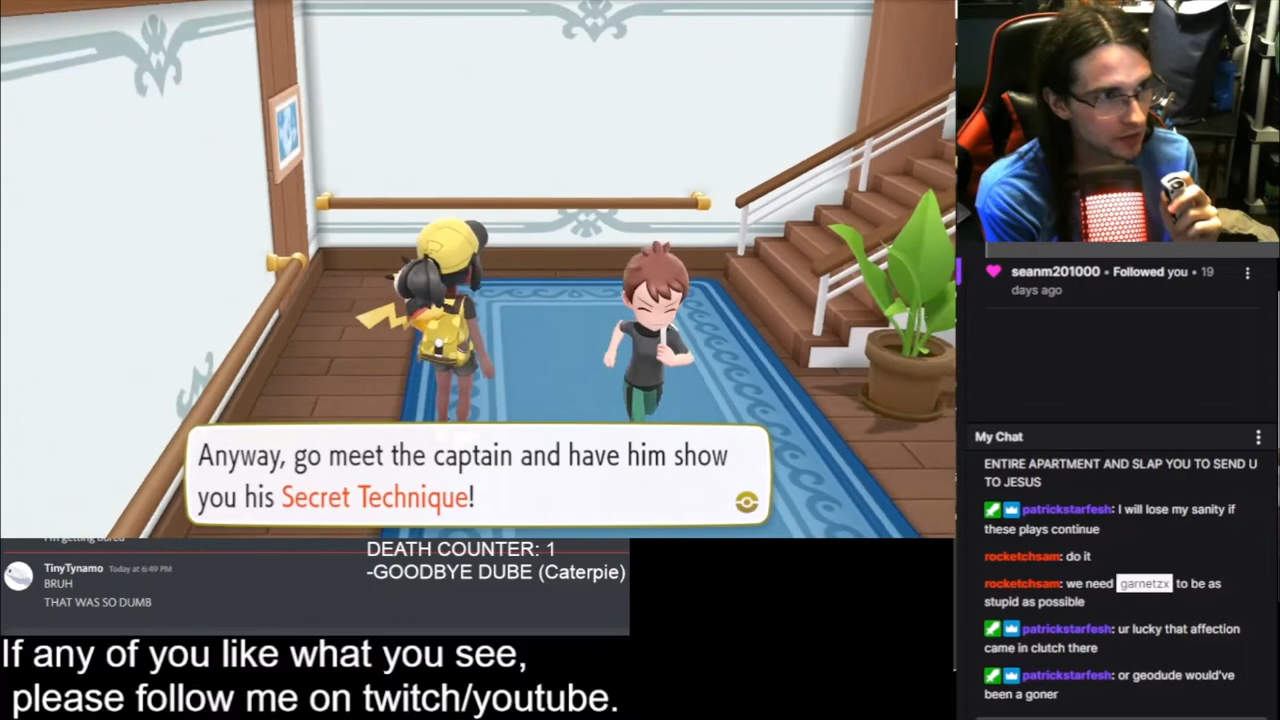 Anyway, go meet the captain and have him show
you his Secret Technique!
seanm201000 • Followed you • 19
days ago
My Chat
ENTIRE APARTMENT AND SLAP YOU TO SEND U
TO JESUS
patrickstarfesh: I will lose my sanity if
these plays continue
rocketchsam: do it
rocketchsam: we need garnetzx to be as
stupid as possible
patrickstarfesh: ur lucky that affection
came in clutch there
patrickstarfesh: or geodude would've
been a goner
DEATH COUNTER: 1
-GOODBYE DUBE (Caterpie)
TinyTynamo Today at 6:49 PM
BRUH
THAT WAS SO DUMB
If any of you like what you see,
please follow me on twitch/youtube.